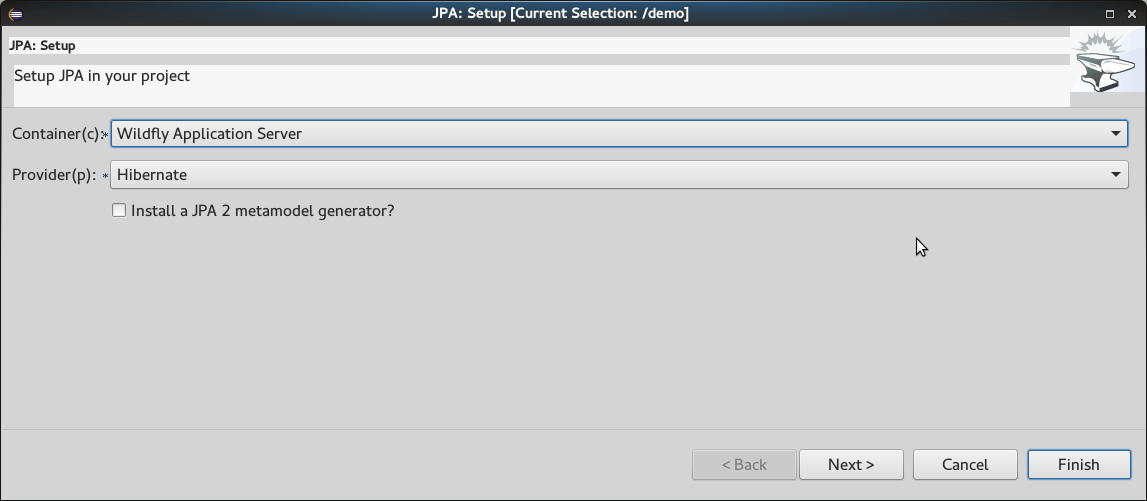 JPA: Setup [Current Selection: /demo]
JPA: Setup
Setup JPA in your project
Container(c):* Wildfly Application Server
Provider(p): * Hibernate
Install a JPA 2 metamodel generator?
< Back Next > Cancel Finish